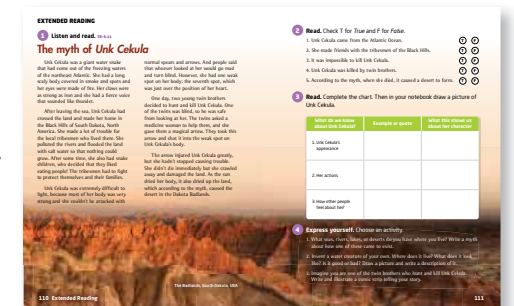 EXTENDED READING
1 Listen and read.
The myth of Unk Cekula
Unk Cekula was a giant water snake
that had come out of the freezing waters
of the northeast Atlantic. She had a long
scaly body covered in smoke and spots and
her eyes were made of fire. Her claws were
as strong as iron and she had a fierce voice
that sounded like thunder.
After leaving the sea, Unk Cekula had
crossed the land and made her home in
the Black Hills of South Dakota, North
America. She made a lot of trouble for
the local tribesmen who lived there. She
polluted the rivers and flooded the land
with salt water so that nothing could
grow. After some time, she also had snake
children, who decided that they liked
eating people! The tribesmen had to fight
to protect themselves and their families.
Unk Cekula was extremely difficult to
fight, because most of her body was very
strong and she couldn't be attacked with
normal spears and arrows. And people said
that whoever looked at her would go mad
and turn blind. However, she had one weak
spot on her body: the seventh spot, which
was just over the position of her heart.
One day, two young twin brothers
decided to hunt and kill Unk Cekula. One
of the twins was blind, so he was safe
from looking at her. The twins asked a
medicine woman to help them, and she
gave them a magical arrow. They took this
arrow and shot it into the weak spot on
Unk Cekula's body.
The arrow injured Unk Cekula greatly,
but she hadn't stopped causing trouble.
She didn't die immediately but she crawled
away and damaged the land. As the sun
dried her body, it also dried up the land,
which according to the myth, caused the
desert in the Dakota Badlands.
The Badlands, South Dakota, USA
110 Extended Reading
2 Read. Check T for True and F for False.
1. Unk Cekula came from the Atlantic Ocean. T F
2. She made friends with the tribesmen of the Black Hills. T F
3. It was impossible to kill Unk Cekula. T F
4. Unk Cekula was killed by twin brothers. T F
5. According to the myth, when she died, it caused a desert to form. T F
3 Read. Complete the chart. Then in your notebook draw a picture of
Unk Cekula.
What do we know about Unk Cekula? Example or quote What this shows us about her character
1. Unk Cekula's
appearance
2. Her actions
3. How other people
feel about her?
4 Express yourself. Choose an activity.
1. What seas, rivers, lakes, or deserts do you have where you live? Write a myth
about how one of these came to exist.
2. Invent a water creature of your own. Where does it live? What does it look
like? Is it good or bad? Draw a picture and write a description of it.
3. Imagine you are one of the twin brothers who hunt and kill Unk Cekula.
Write and illustrate a comic strip telling your story.
111